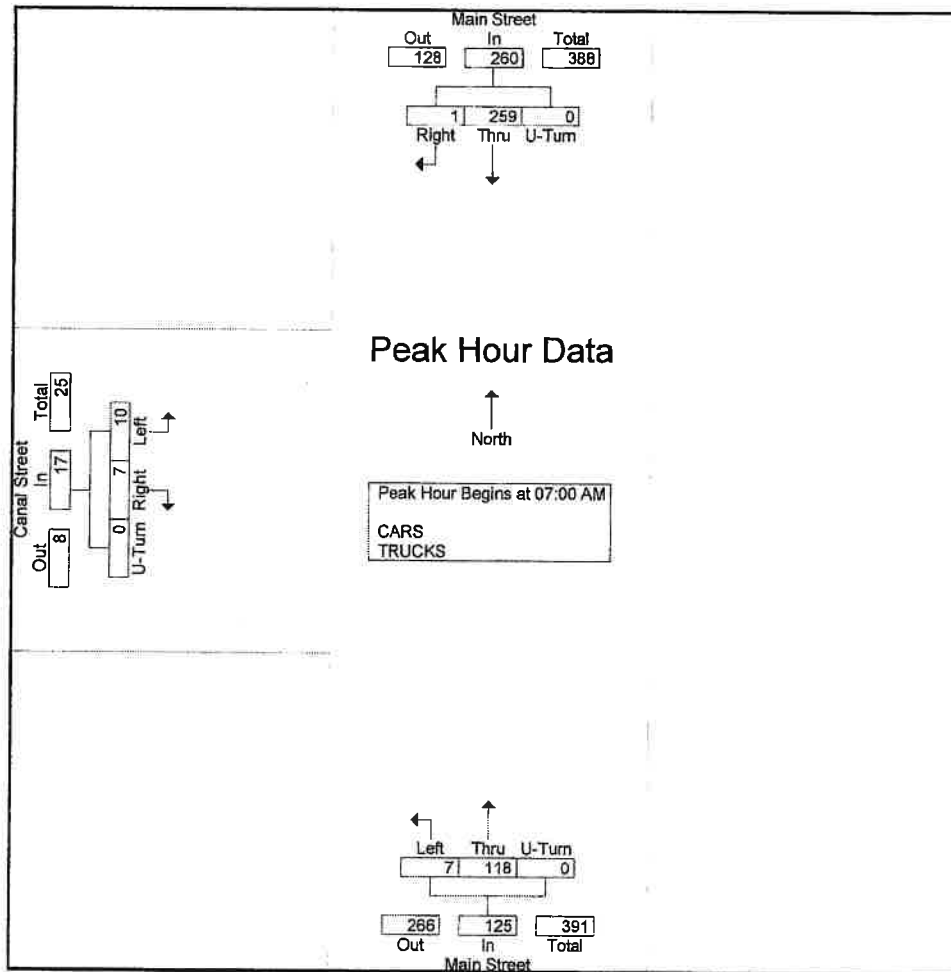 Main Street
Out In Total
128 260 388
1 259 0
Right Thru U-Turn
Peak Hour Data
North
Peak Hour Begins at 07:00 AM
CARS
TRUCKS
Canal Street
Out In Total
8 17 25
0 7 10
U-Turn Right Left
Left Thru U-Turn
7 118 0
266 125 391
Out In Total
Main Street